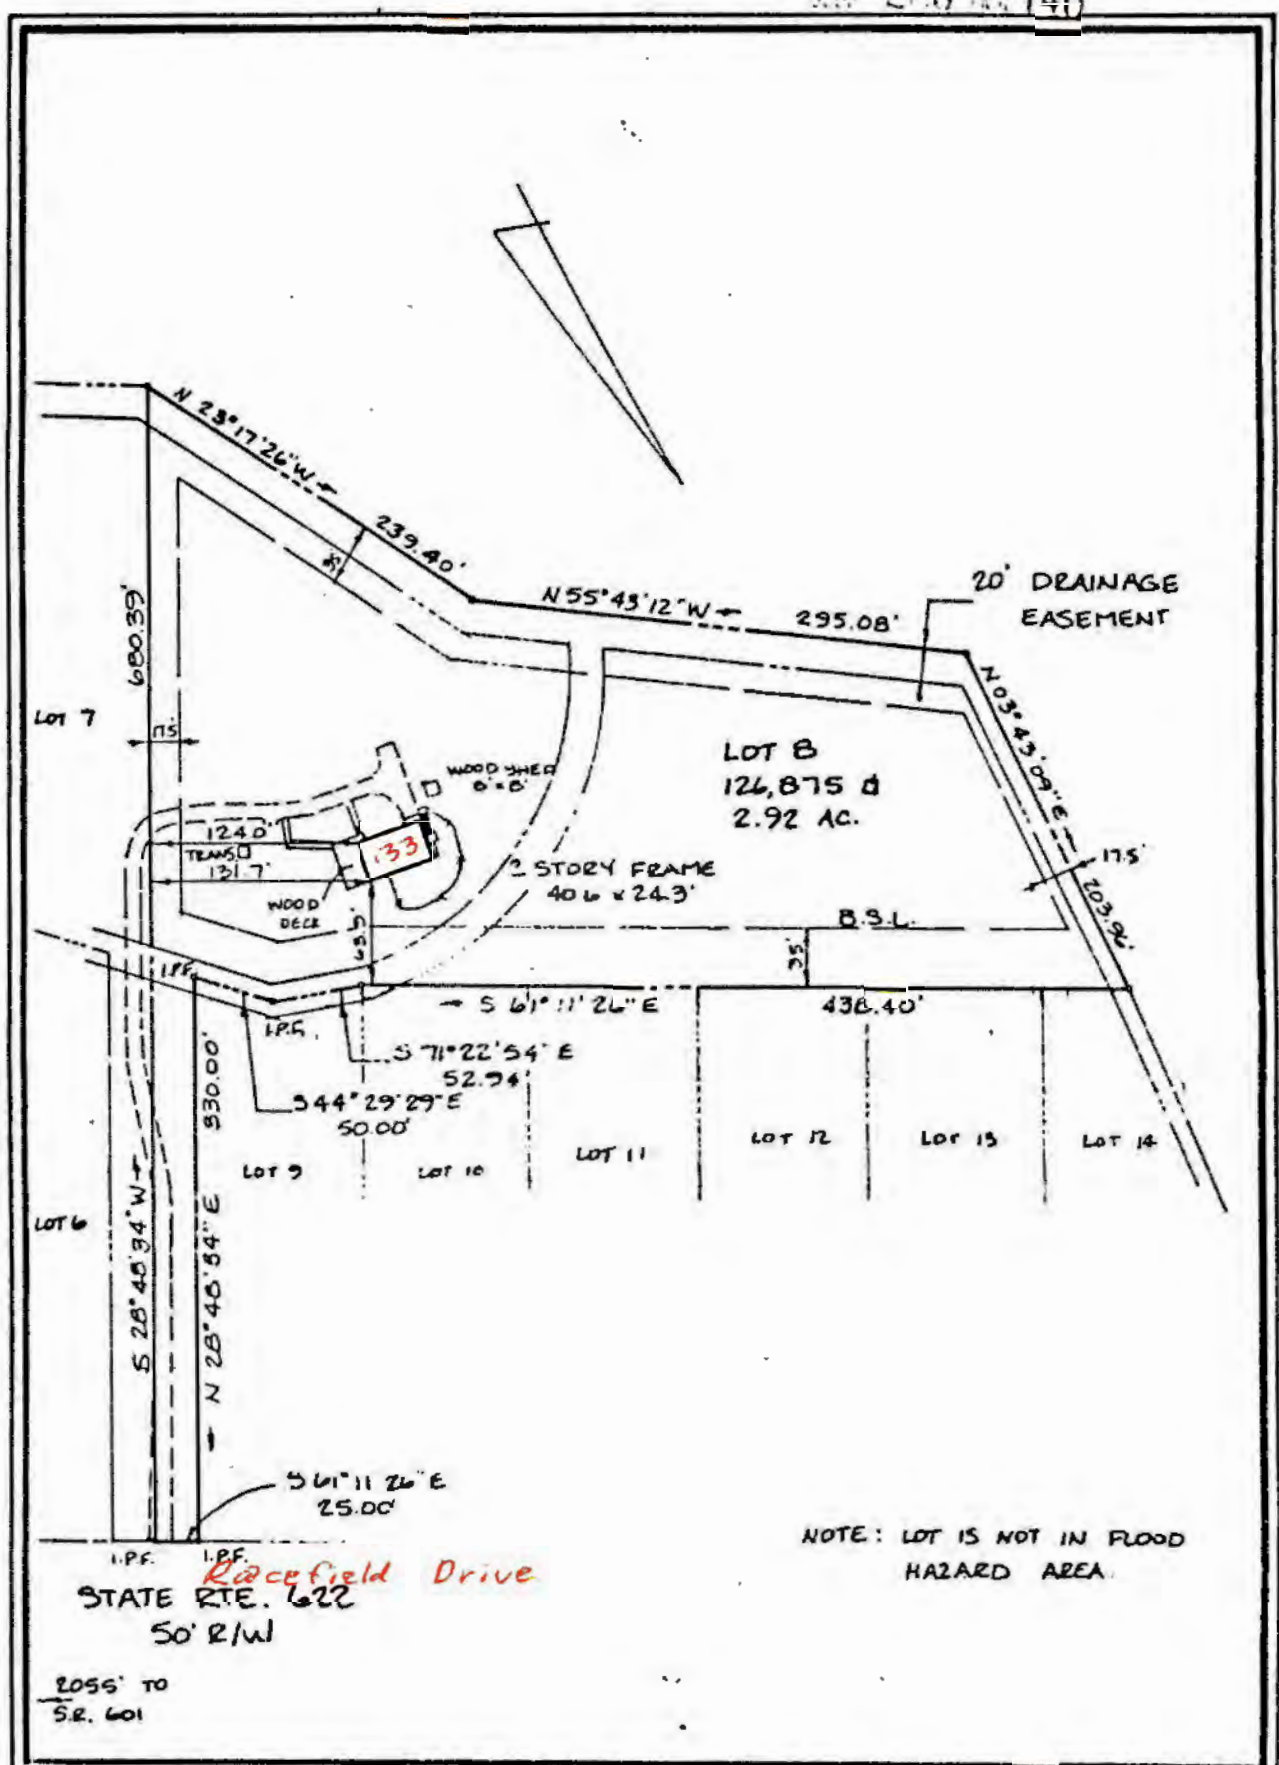 N 23°17'26"W
239.40'
N 55°43'12"W
295.08'
20' DRAINAGE
EASEMENT
N 03°43'09"E
203.96'
17.5'
680.39'
LOT 7
17.5'
LOT 8
126,875
2.92 AC.
WOOD SHED
8' x 8'
124.0'
TRANS
131.7'
133
2 STORY FRAME
40.6 x 24.3'
WOOD
DECK
63.5'
B.S.L.
35'
I.P.F.
I.P.F.
S 61°11'26"E
438.40'
S 71°22'54"E
52.94'
S 44°29'29"E
50.00'
330.00'
LOT 9
LOT 10
LOT 11
LOT 12
LOT 13
LOT 14
LOT 6
S 28°48'34"W
N 28°48'34"E
S 61°11'26"E
25.00'
I.P.F.
I.P.F.
Racefield Drive
STATE RTE. 622
50' R/W
NOTE: LOT IS NOT IN FLOOD
HAZARD AREA.
2055' TO
S.R. 601